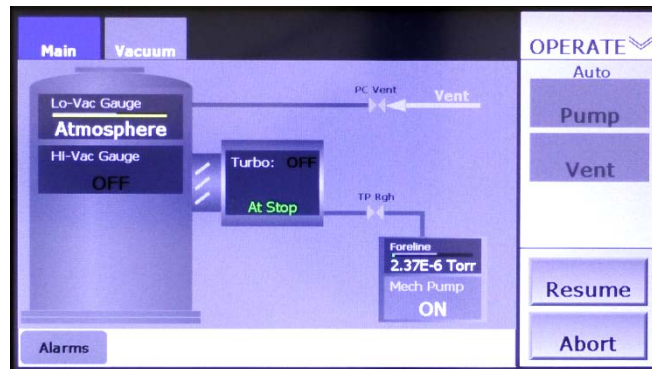 Main
Vacuum
OPERATE
Auto
Pump
Vent
Lo-Vac Gauge
Atmosphere
Hi-Vac Gauge
OFF
PC Vent
Vent
Turbo: OFF
At Stop
TP Rgh
Foreline
2.37E-6 Torr
Mech Pump
ON
Resume
Abort
Alarms